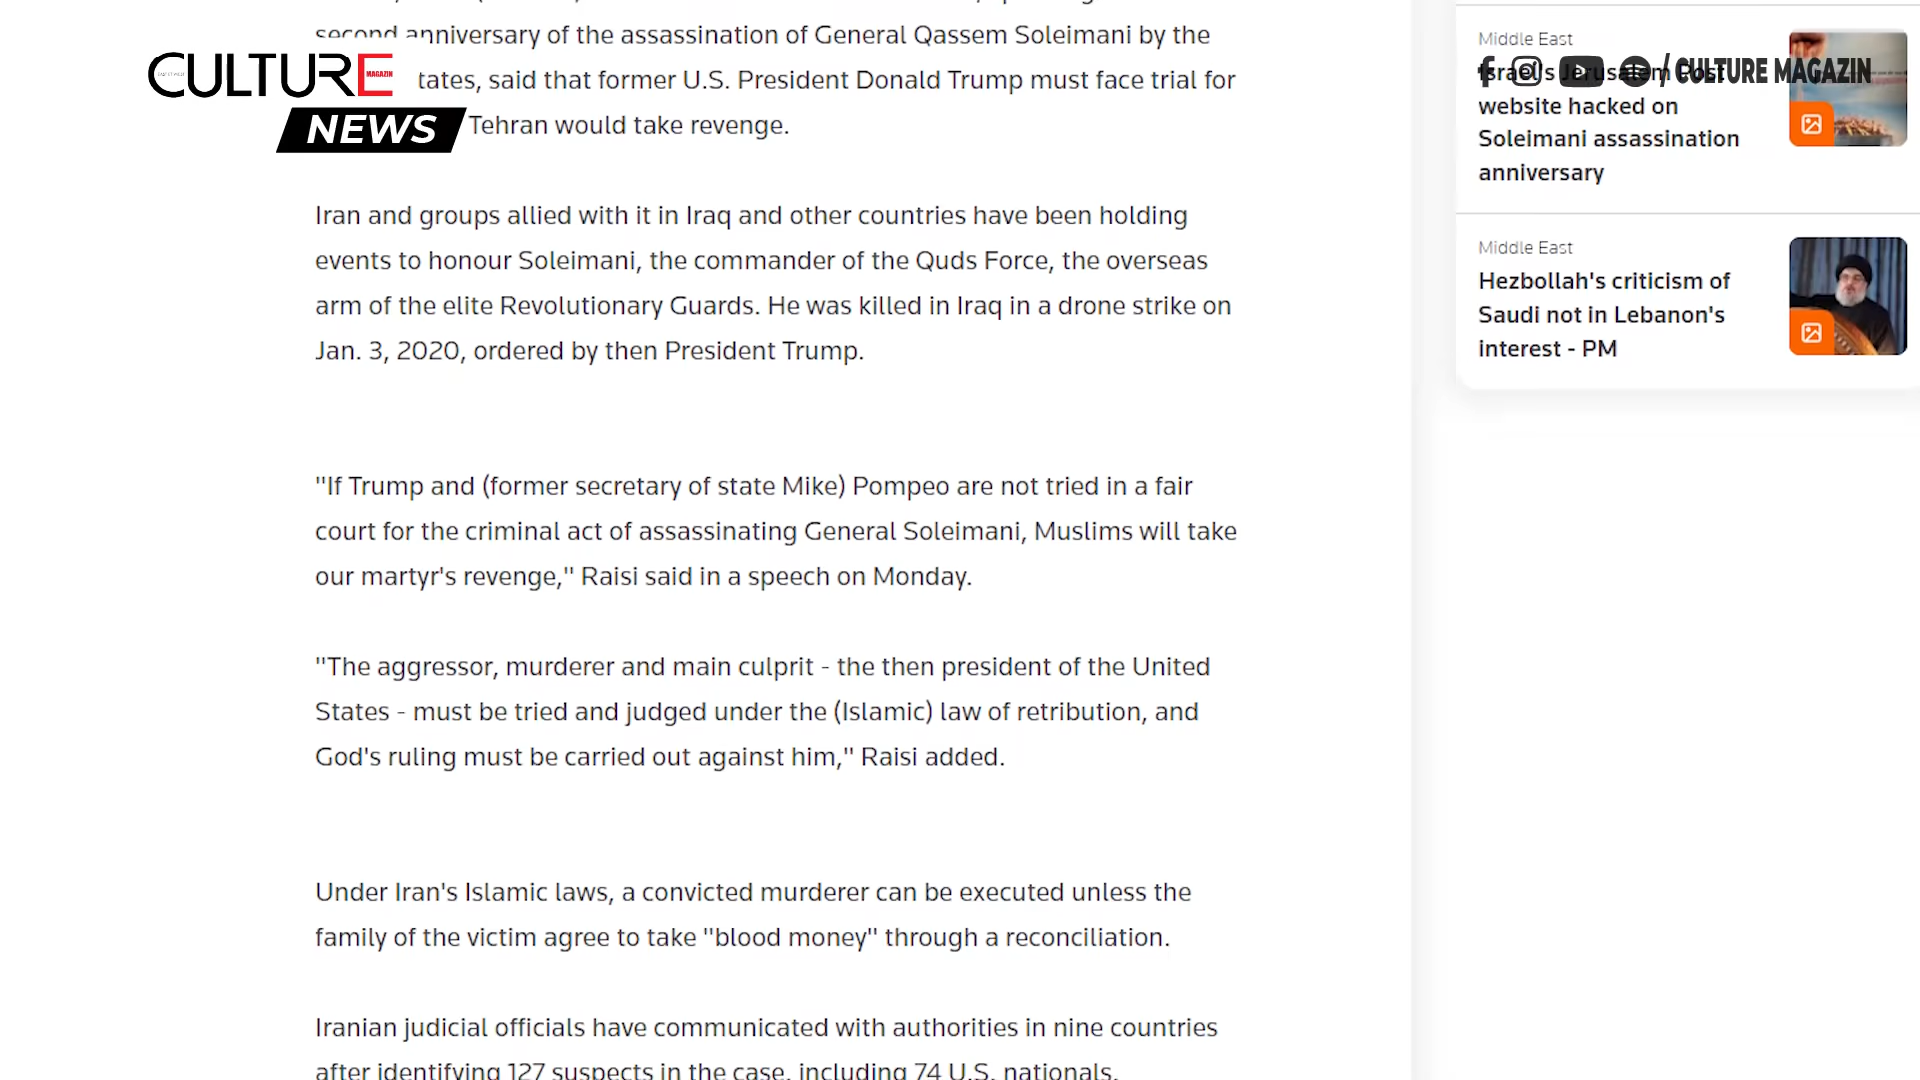 second anniversary of the assassination of General Qassem Soleimani by the
tates, said that former U.S. President Donald Trump must face trial for
Tehran would take revenge.
CULTURE
MAGAZIN
NEWS
Iran and groups allied with it in Iraq and other countries have been holding
events to honour Soleimani, the commander of the Quds Force, the overseas
arm of the elite Revolutionary Guards. He was killed in Iraq in a drone strike on
Jan. 3, 2020, ordered by then President Trump.
"If Trump and (former secretary of state Mike) Pompeo are not tried in a fair
court for the criminal act of assassinating General Soleimani, Muslims will take
our martyr's revenge," Raisi said in a speech on Monday.
"The aggressor, murderer and main culprit - the then president of the United
States - must be tried and judged under the (Islamic) law of retribution, and
God's ruling must be carried out against him," Raisi added.
Under Iran's Islamic laws, a convicted murderer can be executed unless the
family of the victim agree to take "blood money" through a reconciliation.
Iranian judicial officials have communicated with authorities in nine countries
after identifying 127 suspects in the case, including 74 U.S. nationals,
Middle East
Israel's Jerusalem Post
website hacked on
Soleimani assassination
anniversary
/ CULTURE MAGAZIN
Middle East
Hezbollah's criticism of
Saudi not in Lebanon's
interest - PM